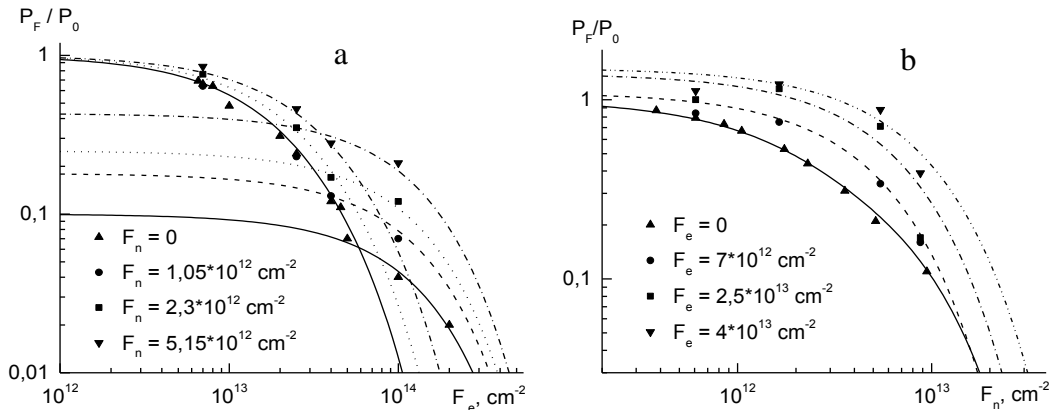 P_F / P_0
a
1
0,1
0,01
10^12
10^13
10^14
F_e, cm^-2
F_n = 0
F_n = 1,05*10^12 cm^-2
F_n = 2,3*10^12 cm^-2
F_n = 5,15*10^12 cm^-2
P_F/P_0
b
1
0,1
10^12
10^13
F_n, cm^-2
F_e = 0
F_e = 7*10^12 cm^-2
F_e = 2,5*10^13 cm^-2
F_e = 4*10^13 cm^-2